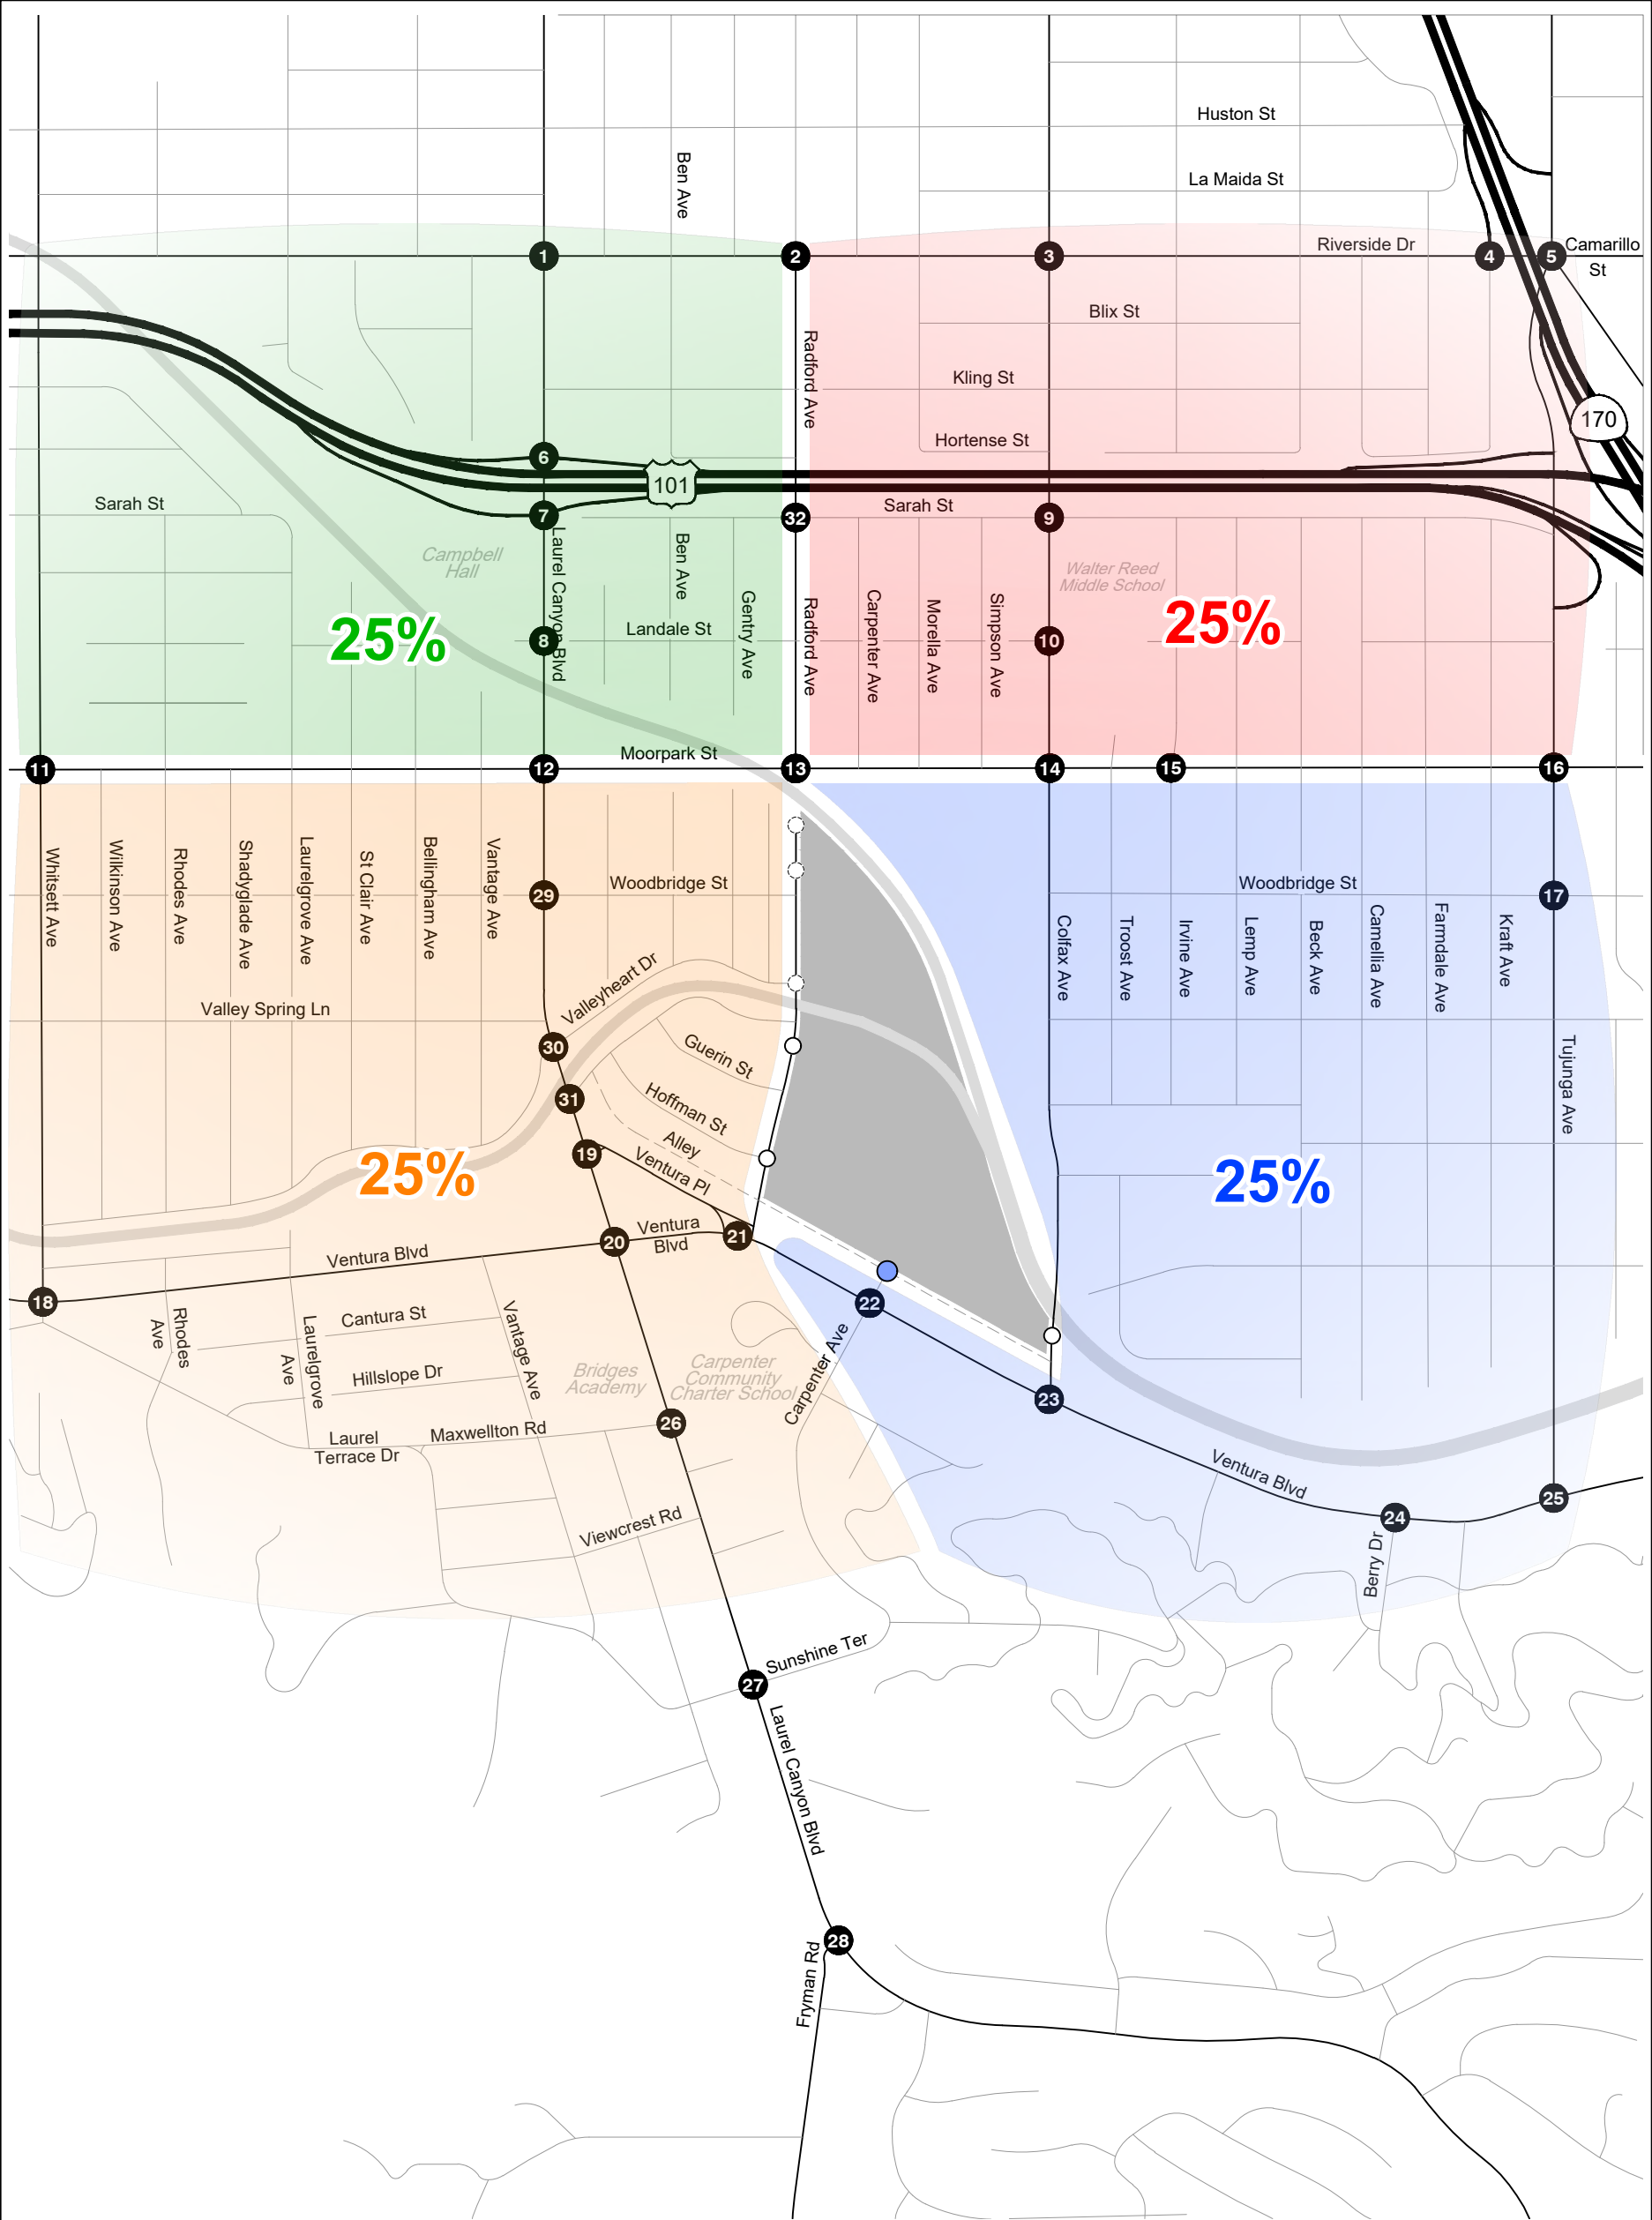 Huston St
Ben Ave
La Maida St
Riverside Dr
Camarillo
St
1
2
3
4
5
Blix St
Radford Ave
Kling St
170
Hortense St
6
101
7
Sarah St
Sarah St
32
9
Campbell
Hall
Laurel Canyon Blvd
Ben Ave
Gentry Ave
Walter Reed
Middle School
Radford Ave
Carpenter Ave
Morella Ave
Simpson Ave
25%
8
Landale St
10
25%
Moorpark St
11
12
13
14
15
16
Whitsett Ave
Wilkinson Ave
Rhodes Ave
Shadyglade Ave
Laurelgrove Ave
St Clair Ave
Bellingham Ave
Vantage Ave
29
Woodbridge St
Woodbridge St
17
Colfax Ave
Troost Ave
Irvine Ave
Lemp Ave
Beck Ave
Camellia Ave
Farmdale Ave
Kraft Ave
Valleyheart Dr
Valley Spring Ln
30
Guerin St
Tujunga Ave
31
Hoffman St
Alley
19
Ventura Pl
25%
25%
Ventura
Blvd
20
21
Ventura Blvd
18
22
Rhodes
Ave
Laurelgrove
Ave
Cantura St
Vantage Ave
Hillslope Dr
Bridges
Academy
Carpenter
Community
Charter School
Carpenter Ave
23
26
Laurel
Terrace Dr
Maxwellton Rd
Ventura Blvd
24
25
Viewcrest Rd
Berry Dr
Sunshine Ter
27
Laurel Canyon Blvd
28
Fryman Rd